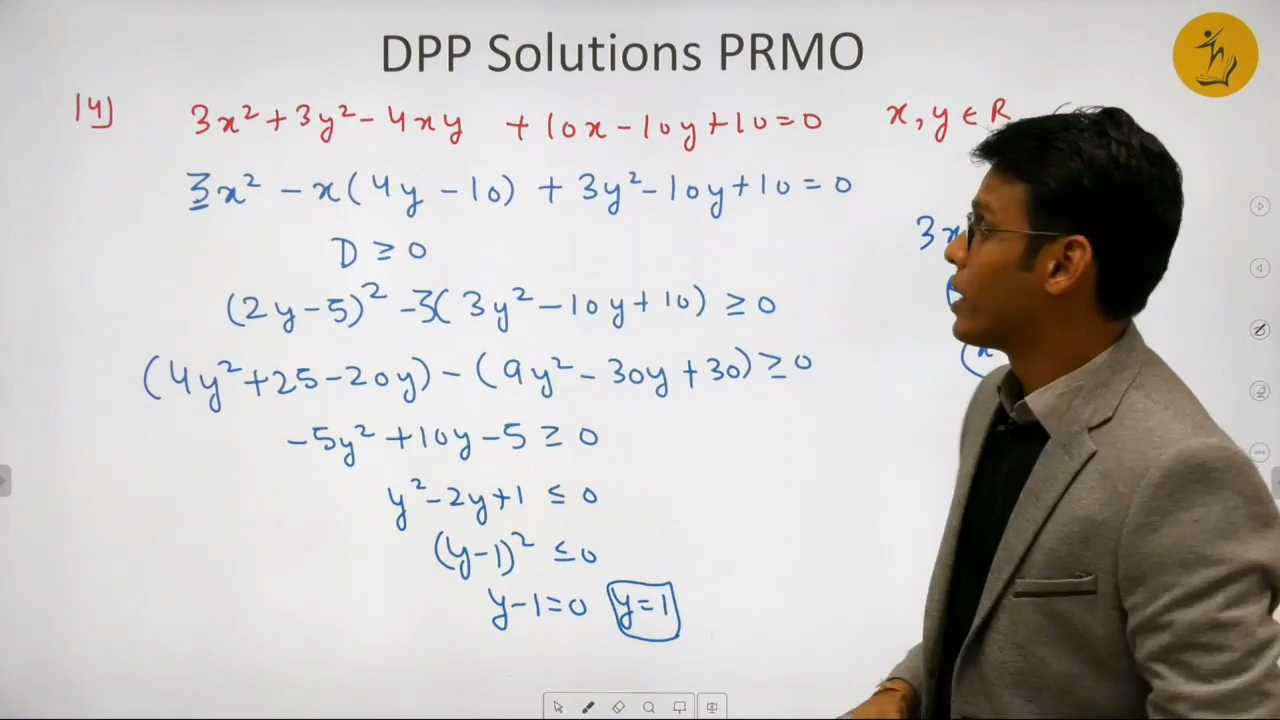 DPP Solutions PRMO
14) 3x² + 3y² - 4xy + 10x - 10y + 10 = 0 x, y ∈ R
3x² - x(4y - 10) + 3y² - 10y + 10 = 0
D ≥ 0
3x
(2y - 5)² - 3(3y² - 10y + 10) ≥ 0
(4y² + 25 - 20y) - (9y² - 30y + 30) ≥ 0
(x
-5y² + 10y - 5 ≥ 0
y² - 2y + 1 ≤ 0
(y - 1)² ≤ 0
y - 1 = 0 y = 1